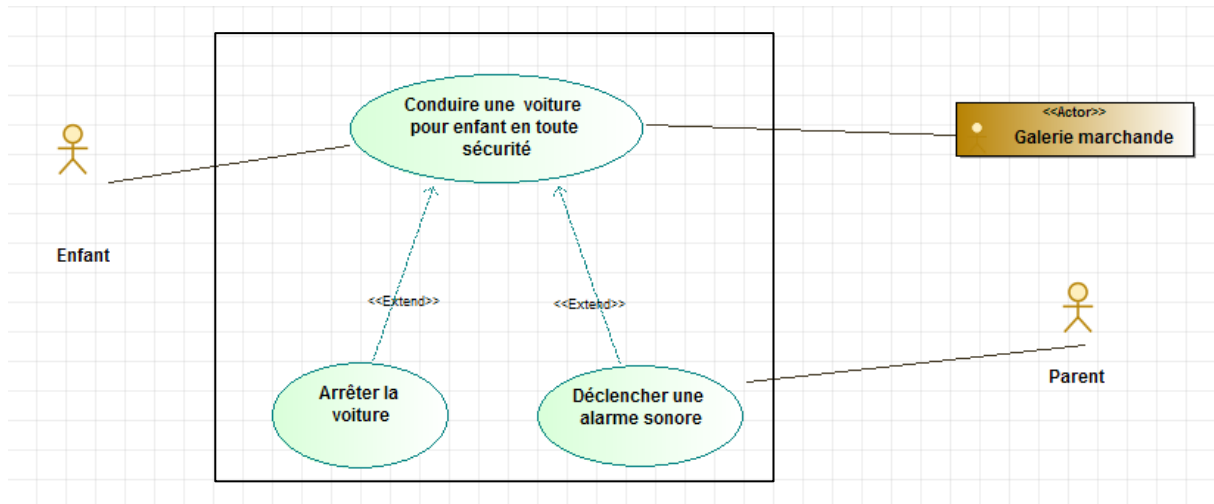 Conduire une voiture
pour enfant en toute
sécurité
<<Actor>>
Galerie marchande
Enfant
<<Extend>>
<<Extend>>
Parent
Arrêter la
voiture
Déclencher une
alarme sonore